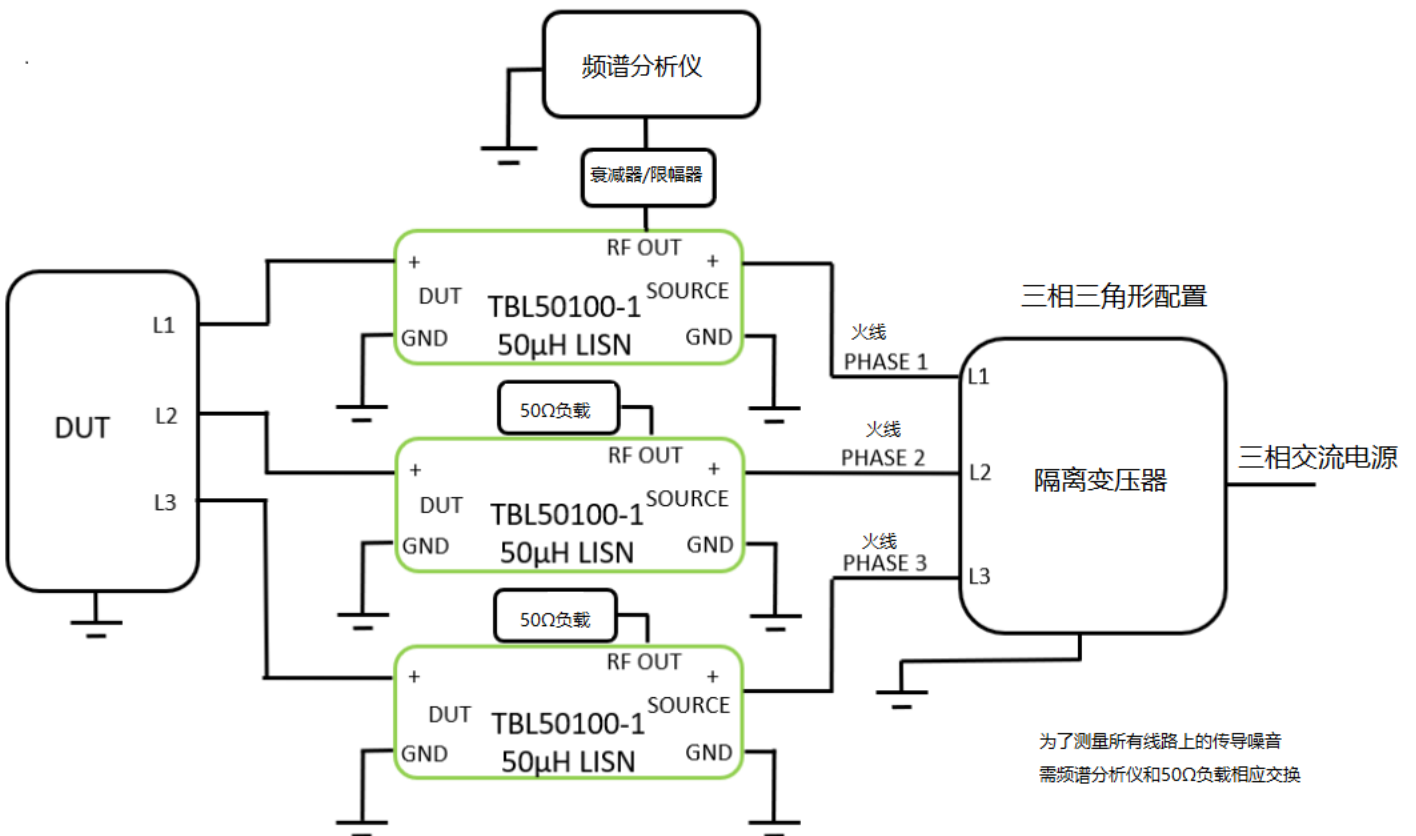 频谱分析仪
衰减器/限幅器
RF OUT
+
+
DUT
SOURCE
TBL50100-1
50μH LISN
GND
GND
L1
L2
L3
DUT
50Ω负载
RF OUT
+
+
DUT
SOURCE
TBL50100-1
50μH LISN
GND
GND
50Ω负载
RF OUT
+
+
DUT
SOURCE
TBL50100-1
50μH LISN
GND
GND
火线
PHASE 1
火线
PHASE 2
火线
PHASE 3
三相三角形配置
L1
L2
L3
隔离变压器
三相交流电源
为了测量所有线路上的传导噪音
需频谱分析仪和50Ω负载相应交换